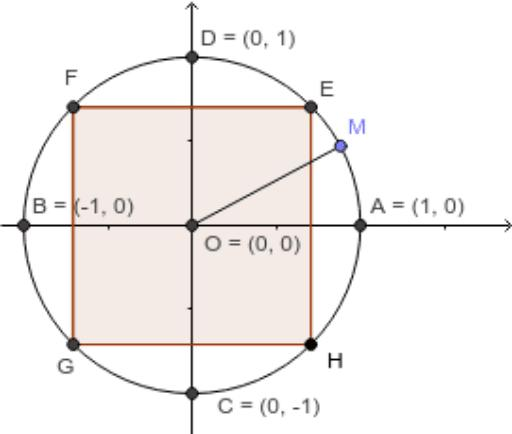 D = (0, 1)
F
E
M
B = (-1, 0)
A = (1, 0)
O = (0, 0)
G
H
C = (0, -1)